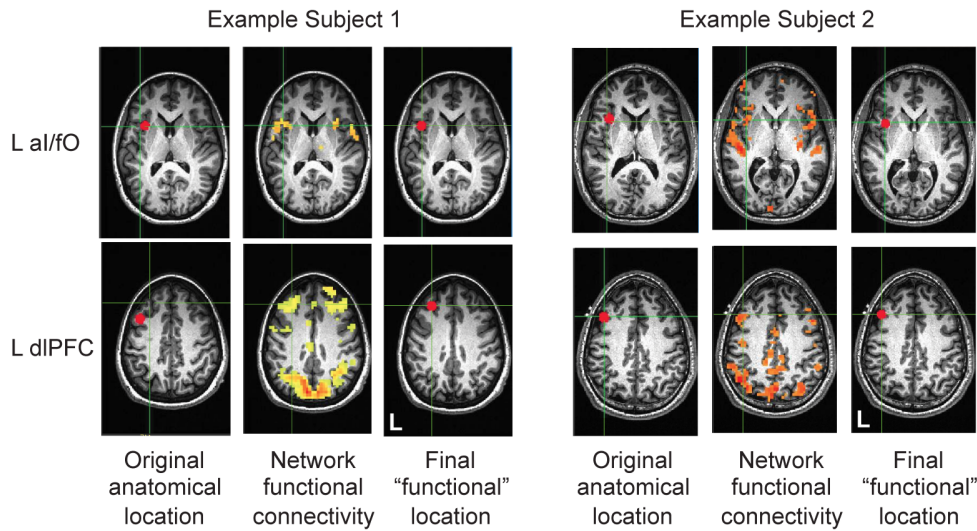 Example Subject 1
Example Subject 2
L aI/fO
L dlPFC
L
L
Original
anatomical
location
Network
functional
connectivity
Final
“functional”
location
Original
anatomical
location
Network
functional
connectivity
Final
“functional”
location